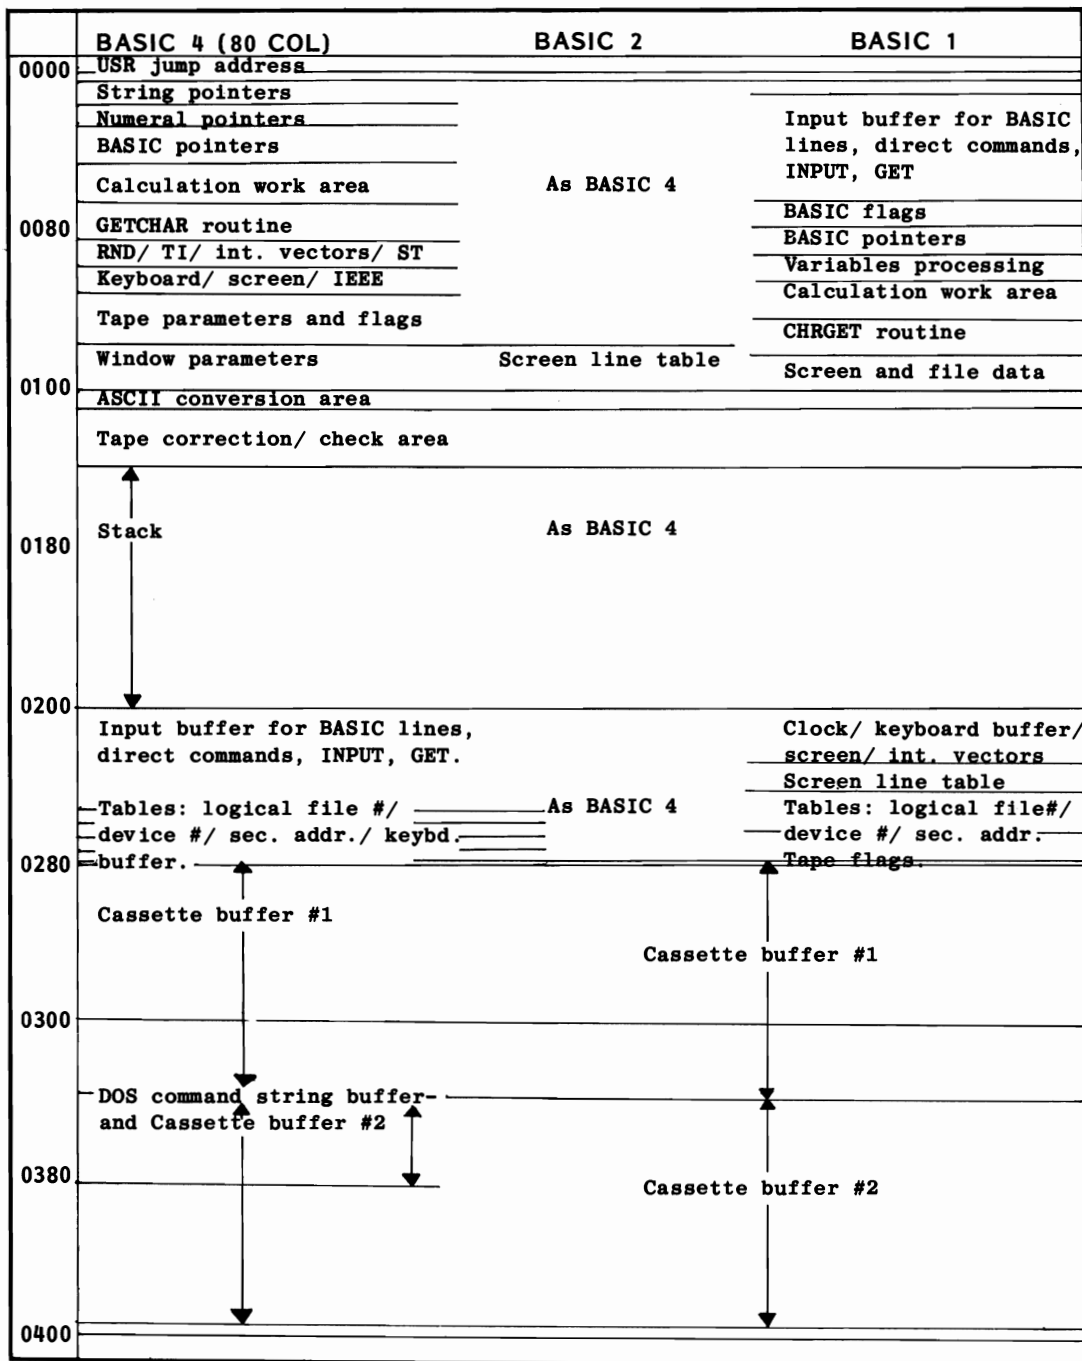 BASIC 4 (80 COL) BASIC 2 BASIC 1
0000 USR jump address
String pointers
Numeral pointers
BASIC pointers
Calculation work area
0080 GETCHAR routine
RND/ TI/ int. vectors/ ST
Keyboard/ screen/ IEEE
Tape parameters and flags
Window parameters
As BASIC 4
Screen line table
Input buffer for BASIC
lines, direct commands,
INPUT, GET
BASIC flags
BASIC pointers
Variables processing
Calculation work area
CHRGET routine
Screen and file data
0100
ASCII conversion area
Tape correction/ check area
Stack
As BASIC 4
0180
0200
Input buffer for BASIC lines,
direct commands, INPUT, GET.
Tables: logical file #/
device #/ sec. addr./ keybd.
buffer.
As BASIC 4
Clock/ keyboard buffer/
screen/ int. vectors
Screen line table
Tables: logical file#/
device #/ sec. addr.
Tape flags.
0280
Cassette buffer #1
Cassette buffer #1
0300
DOS command string buffer
and Cassette buffer #2
0380
Cassette buffer #2
0400